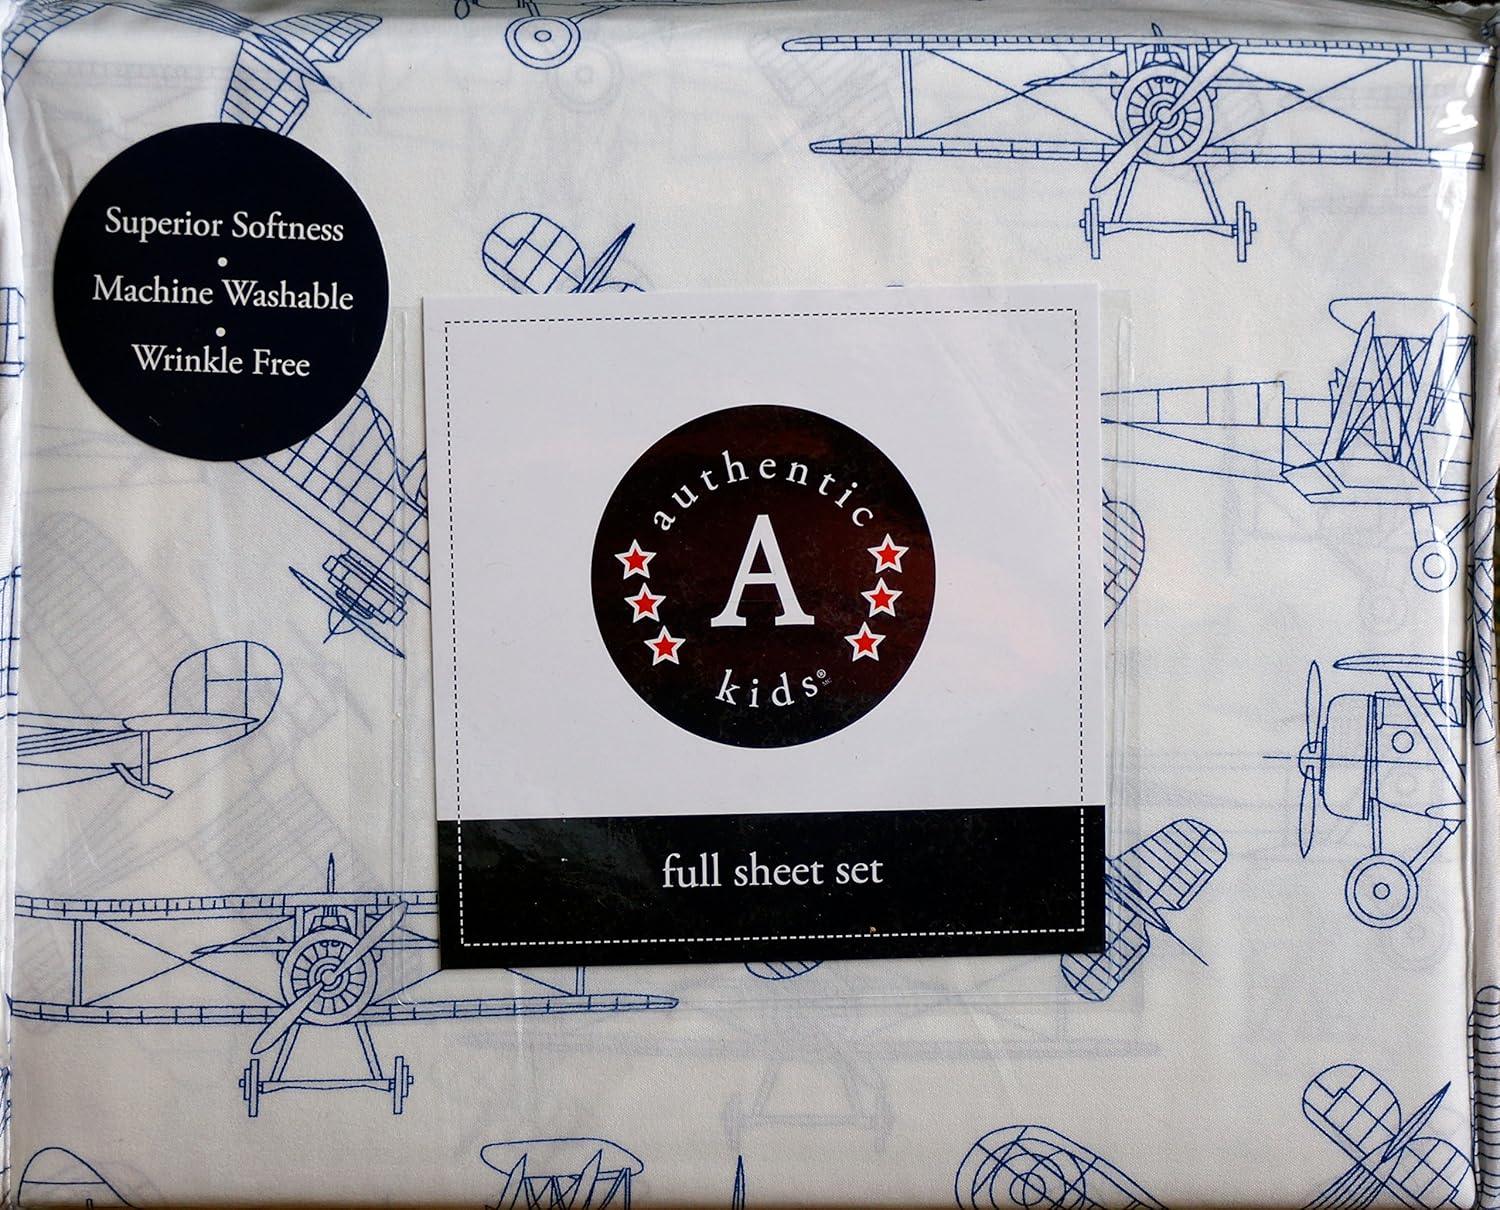 Superior Softness
•
Machine Washable
•
Wrinkle Free
authentic
A
kids®
full sheet set